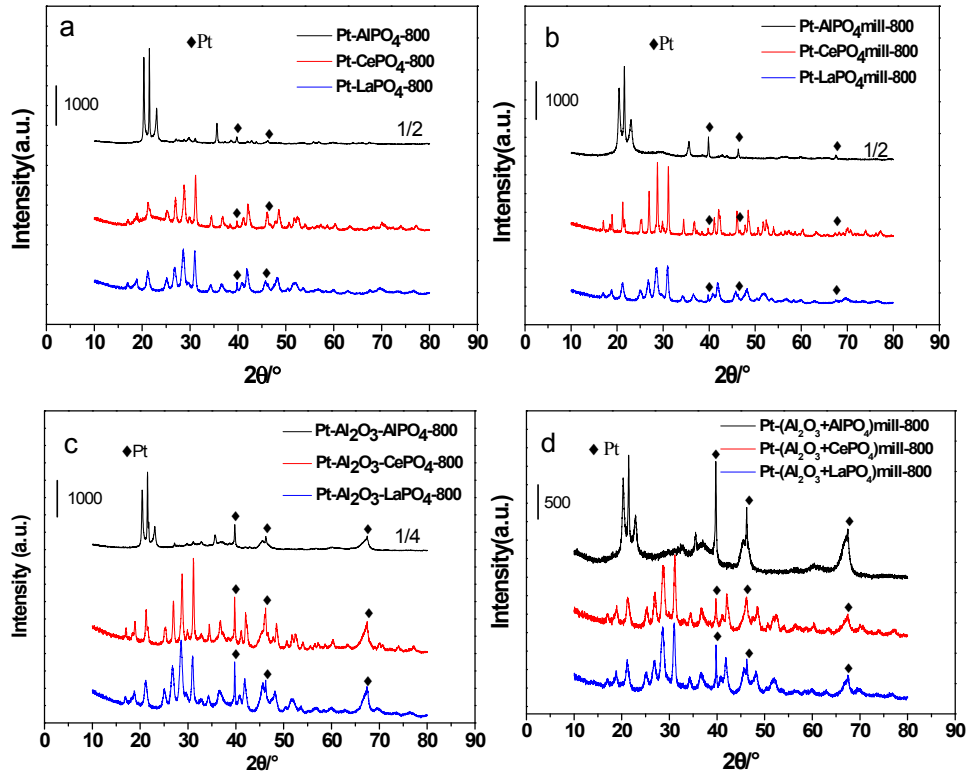 a
◆Pt
Pt-AlPO4-800
Pt-CePO4-800
Pt-LaPO4-800
1000
1/2
Intensity(a.u.)
0 10 20 30 40 50 60 70 80 90
2θ/°
b
◆Pt
Pt-AlPO4mill-800
Pt-CePO4mill-800
Pt-LaPO4mill-800
1000
1/2
Intensity(a.u.)
0 10 20 30 40 50 60 70 80 90
2θ/°
c
◆Pt
Pt-Al2O3-AlPO4-800
Pt-Al2O3-CePO4-800
Pt-Al2O3-LaPO4-800
1000
1/4
Intensity (a.u.)
0 10 20 30 40 50 60 70 80 90
2θ/°
d
◆ Pt
Pt-(Al2O3+AlPO4)mill-800
Pt-(Al2O3+CePO4)mill-800
Pt-(Al2O3+LaPO4)mill-800
500
Intensity (a.u.)
0 10 20 30 40 50 60 70 80 90
2θ/°